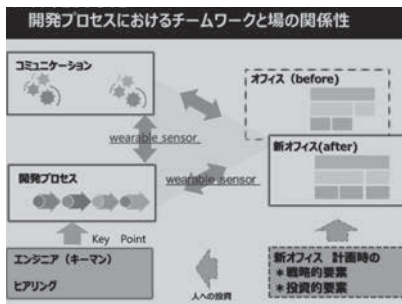 開発プロセスにおけるチームワークと場の関係性
コミュニケーション
オフィス（before）
wearable sensor
新オフィス(after)
開発プロセス
wearable sensor
Key Point
エンジニア（キーマン）
ヒアリング
人への投資
新オフィス 計画時の
＊戦略的要素
＊投資的要素